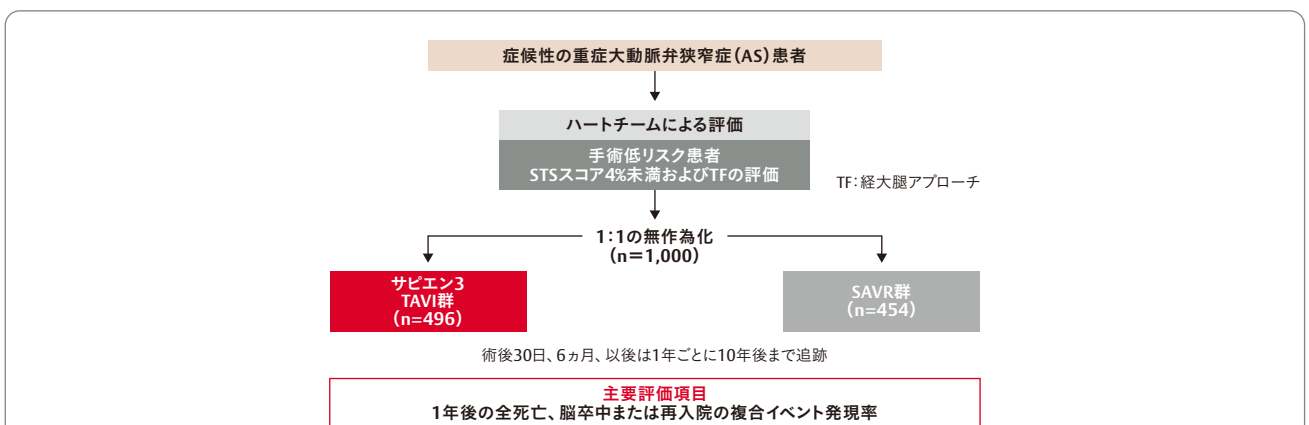 症候性の重症大動脈弁狭窄症(AS)患者
ハートチームによる評価
手術低リスク患者
STSスコア4%未満およびTFの評価
TF:経大腿アプローチ
1:1の無作為化
(n=1,000)
サピエン3
TAVI群
(n=496)
SAVR群
(n=454)
術後30日、6ヵ月、以後は1年ごとに10年後まで追跡
主要評価項目
1年後の全死亡、脳卒中または再入院の複合イベント発現率